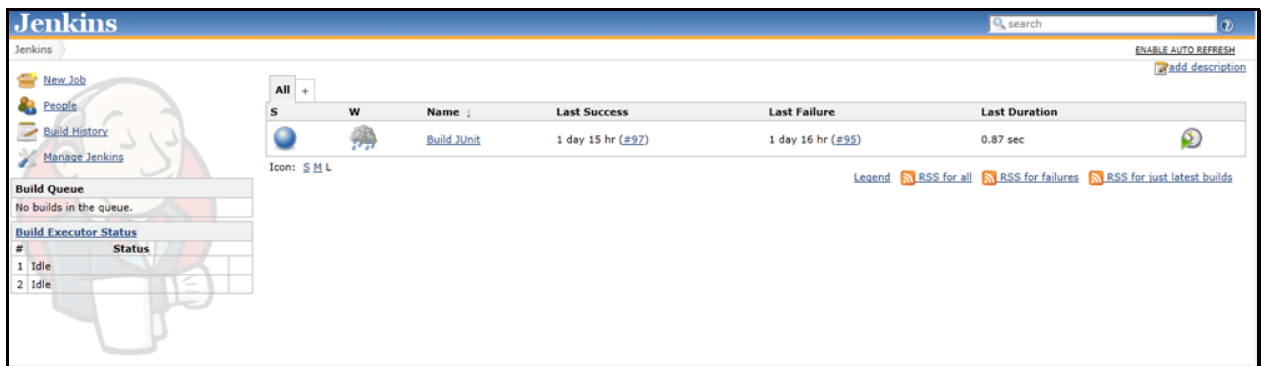 Jenkins
search
Jenkins
ENABLE AUTO REFRESH
add description
New Job
People
Build History
Manage Jenkins
Build Queue
No builds in the queue.
Build Executor Status
# Status
1 Idle
2 Idle
All +
S W Name ↓ Last Success Last Failure Last Duration
Build JUnit 1 day 15 hr (#97) 1 day 16 hr (#95) 0.87 sec
Icon: S M L
Legend RSS for all RSS for failures RSS for just latest builds